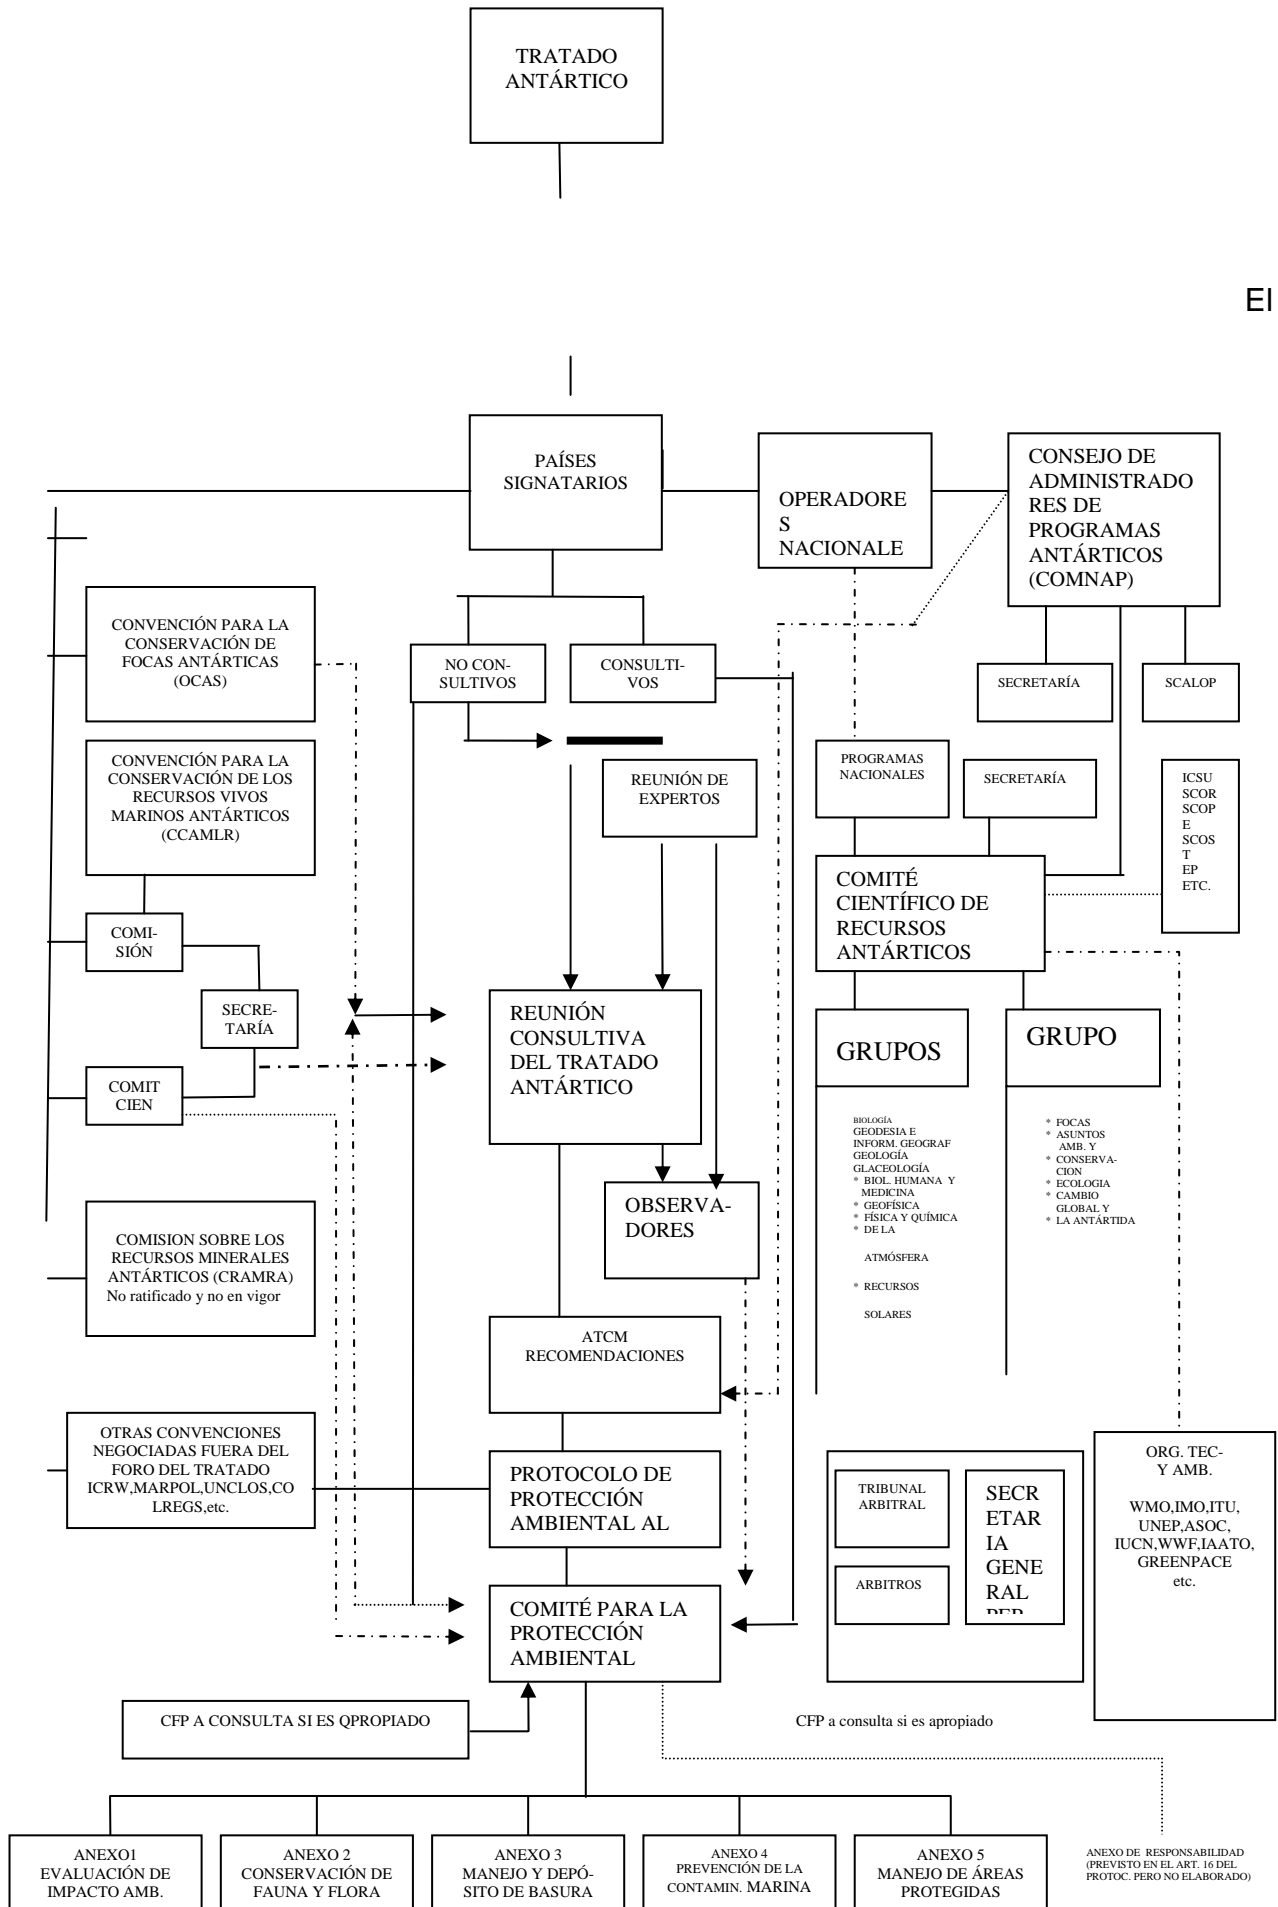 TRATADO
ANTÁRTICO
El
PAÍSES
SIGNATARIOS
OPERADORE
S
NACIONALE
CONSEJO DE
ADMINISTRADO
RES DE
PROGRAMAS
ANTÁRTICOS
(COMNAP)
CONVENCIÓN PARA LA
CONSERVACIÓN DE
FOCAS ANTÁRTICAS
(OCAS)
NO CON-
SULTIVOS
CONSULTI-
VOS
SECRETARÍA
SCALOP
CONVENCIÓN PARA LA
CONSERVACIÓN DE LOS
RECURSOS VIVOS
MARINOS ANTÁRTICOS
(CCAMLR)
REUNIÓN DE
EXPERTOS
PROGRAMAS
NACIONALES
SECRETARÍA
ICSU
SCOR
SCOP
E
SCOS
T
EP
ETC.
COMITÉ
CIENTÍFICO DE
RECURSOS
ANTÁRTICOS
COMI-
SIÓN
SECRE-
TARÍA
COMIT
CIEN
REUNIÓN
CONSULTIVA
DEL TRATADO
ANTÁRTICO
GRUPOS
GRUPO
BIOLOGÍA
GEODESIA E
INFORM. GEOGRAF
GEOLOGÍA
GLACEOLOGÍA
* BIOL. HUMANA Y
MEDICINA
* GEOFÍSICA
* FÍSICA Y QUÍMICA
* DE LA
ATMÓSFERA
* RECURSOS
SOLARES
* FOCAS
* ASUNTOS
AMB. Y
* CONSERVA-
CION
* ECOLOGIA
* CAMBIO
GLOBAL Y
* LA ANTÁRTIDA
OBSERVA-
DORES
COMISION SOBRE LOS
RECURSOS MINERALES
ANTÁRTICOS (CRAMRA)
No ratificado y no en vigor
ATCM
RECOMENDACIONES
OTRAS CONVENCIONES
NEGOCIADAS FUERA DEL
FORO DEL TRATADO
ICRW,MARPOL,UNCLOS,CO
LREGS,etc.
PROTOCOLO DE
PROTECCIÓN
AMBIENTAL AL
TRIBUNAL
ARBITRAL
ARBITROS
SECR
ETAR
IA
GENE
RAL
PER
ORG. TEC-
Y AMB.
WMO,IMO,ITU,
UNEP,ASOC,
IUCN,WWF,IAATO,
GREENPACE
etc.
COMITÉ PARA LA
PROTECCIÓN
AMBIENTAL
CFP A CONSULTA SI ES QPROPIADO
CFP a consulta si es apropiado
ANEXO1
EVALUACIÓN DE
IMPACTO AMB.
ANEXO 2
CONSERVACIÓN DE
FAUNA Y FLORA
ANEXO 3
MANEJO Y DEPÓ-
SITO DE BASURA
ANEXO 4
PREVENCIÓN DE LA
CONTAMIN. MARINA
ANEXO 5
MANEJO DE ÁREAS
PROTEGIDAS
ANEXO DE RESPONSABILIDAD
(PREVISTO EN EL ART. 16 DEL
PROTOC. PERO NO ELABORADO)